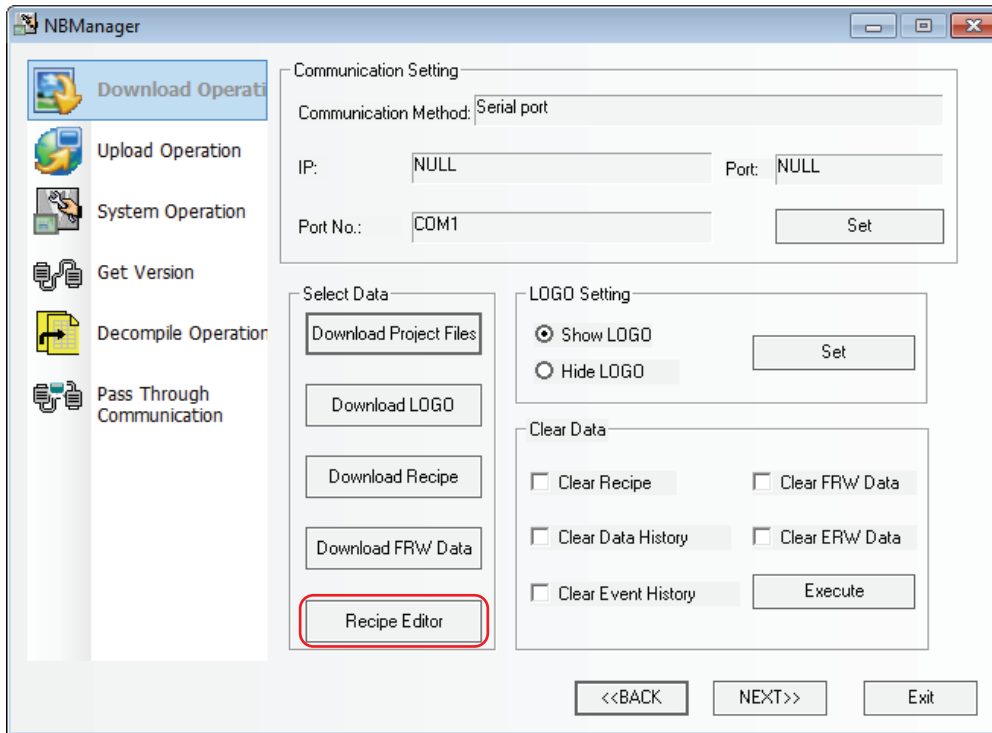 NBManager
Download Operati
Upload Operation
System Operation
Get Version
Decompile Operation
Pass Through
Communication
Communication Setting
Communication Method: Serial port
IP: NULL Port: NULL
Port No.: COM1 Set
Select Data
Download Project Files
Download LOGO
Download Recipe
Download FRW Data
Recipe Editor
LOGO Setting
Show LOGO
Hide LOGO
Set
Clear Data
Clear Recipe Clear FRW Data
Clear Data History Clear ERW Data
Clear Event History Execute
<<BACK NEXT>> Exit